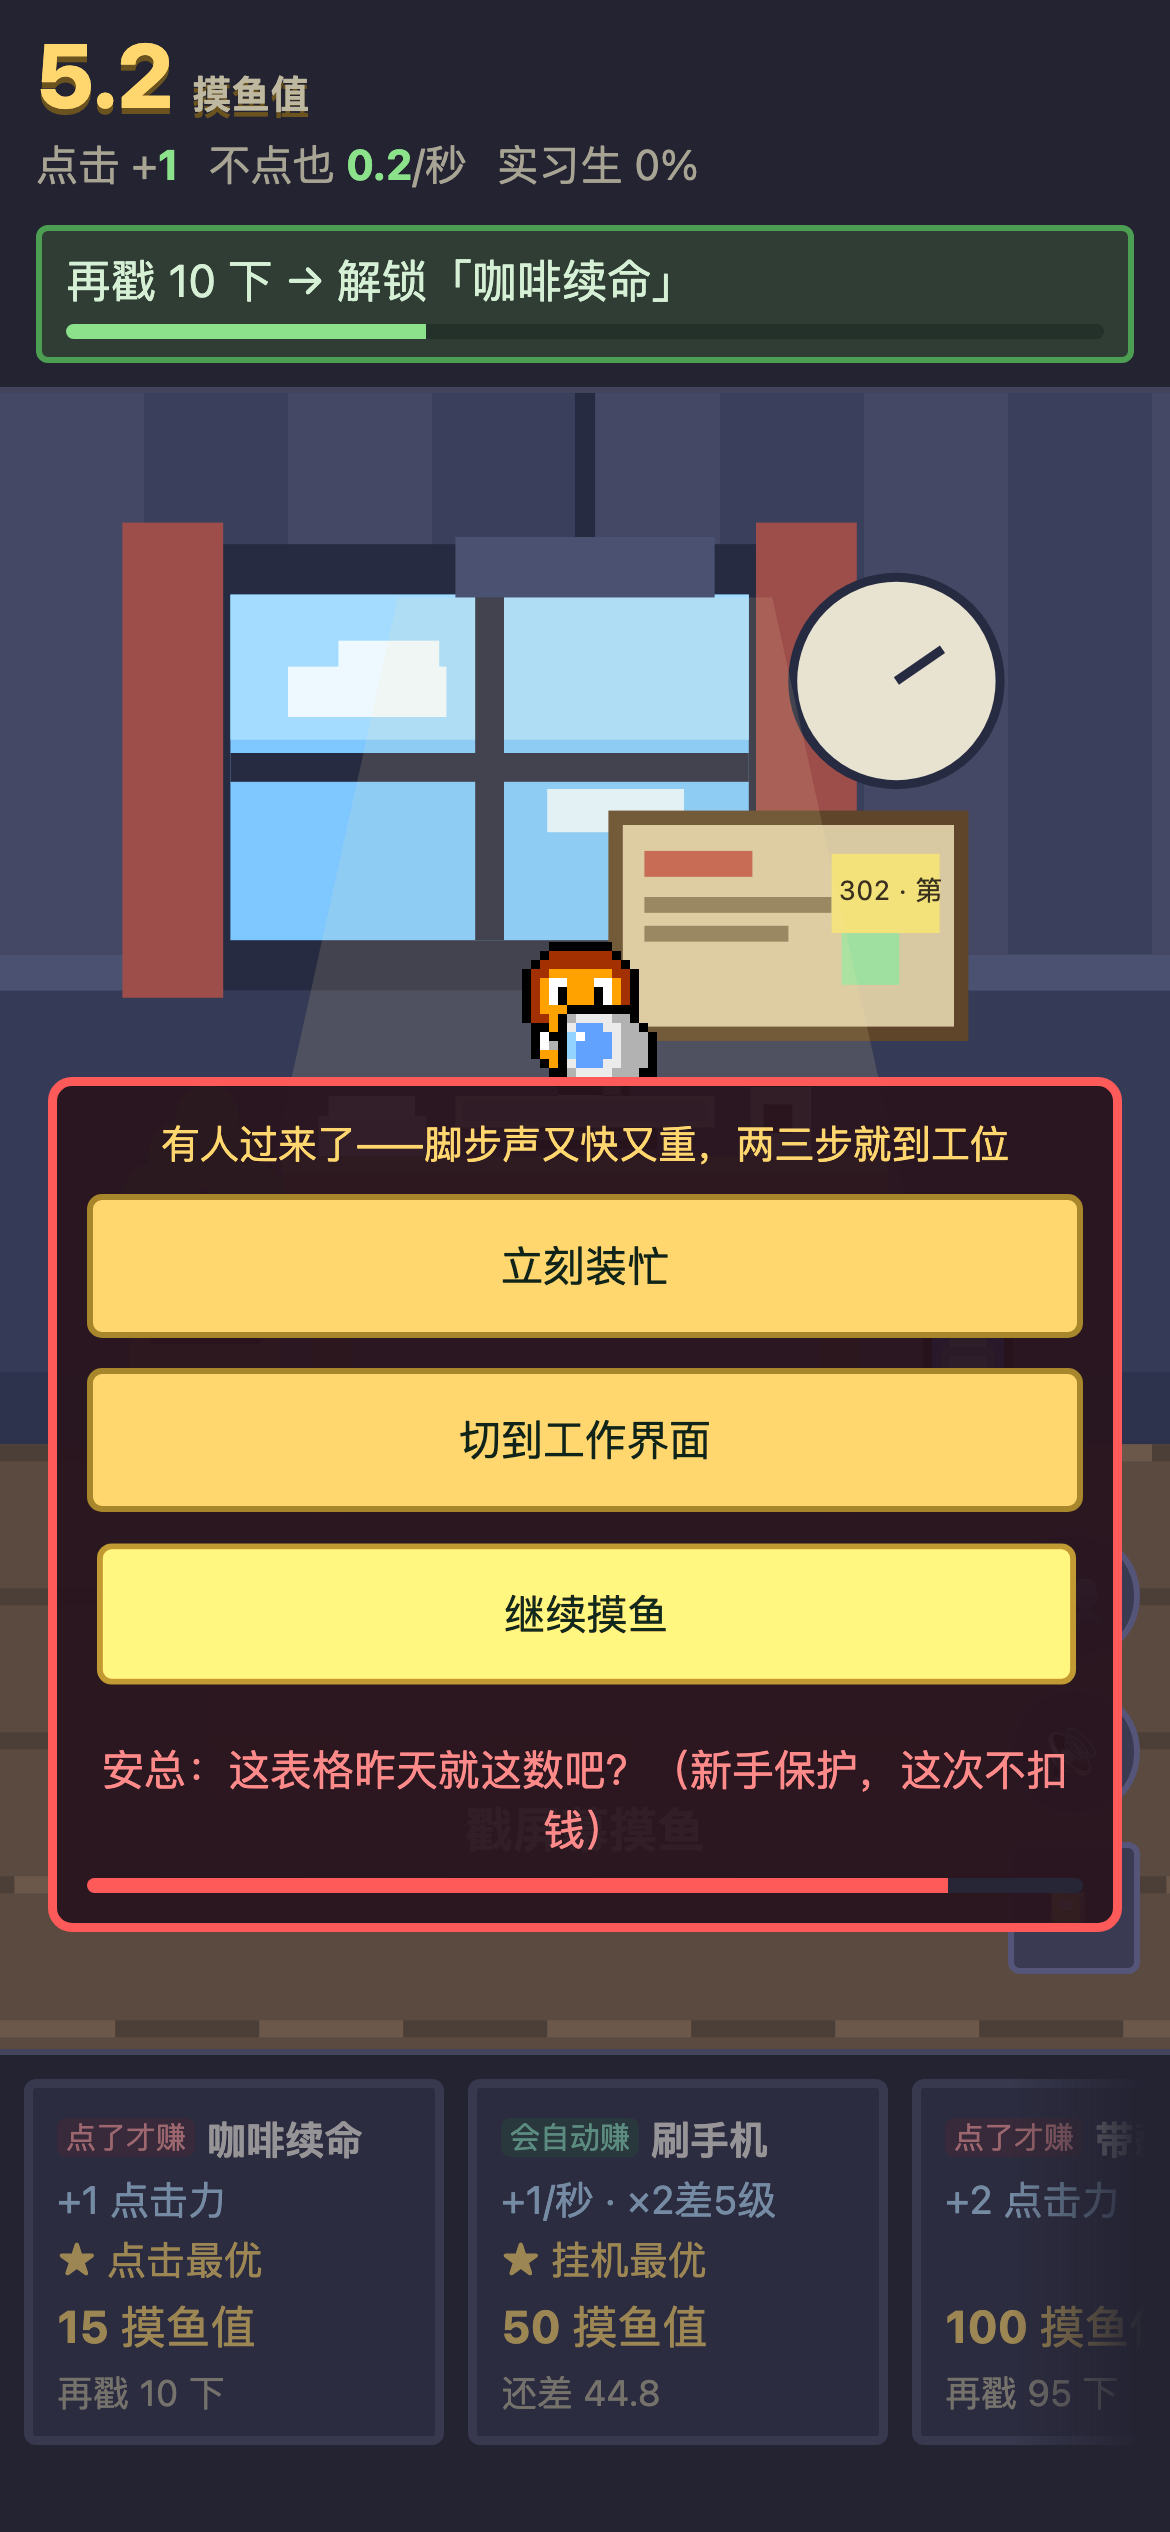 5.2 摸鱼值
点击 +1 不点也 0.2/秒 实习生 0%
再戳 10 下 → 解锁「咖啡续命」
302 · 第
有人过来了——脚步声又快又重，两三步就到工位
立刻装忙
切到工作界面
继续摸鱼
安总：这表格昨天就这数吧？（新手保护，这次不扣
钱）
点了才赚 咖啡续命
+1 点击力
★ 点击最优
15 摸鱼值
再戳 10 下
会自动赚 刷手机
+1/秒 · ×2差5级
★ 挂机最优
50 摸鱼值
还差 44.8
点了才赚 带
+2 点击力
100 摸鱼
再戳 95 下